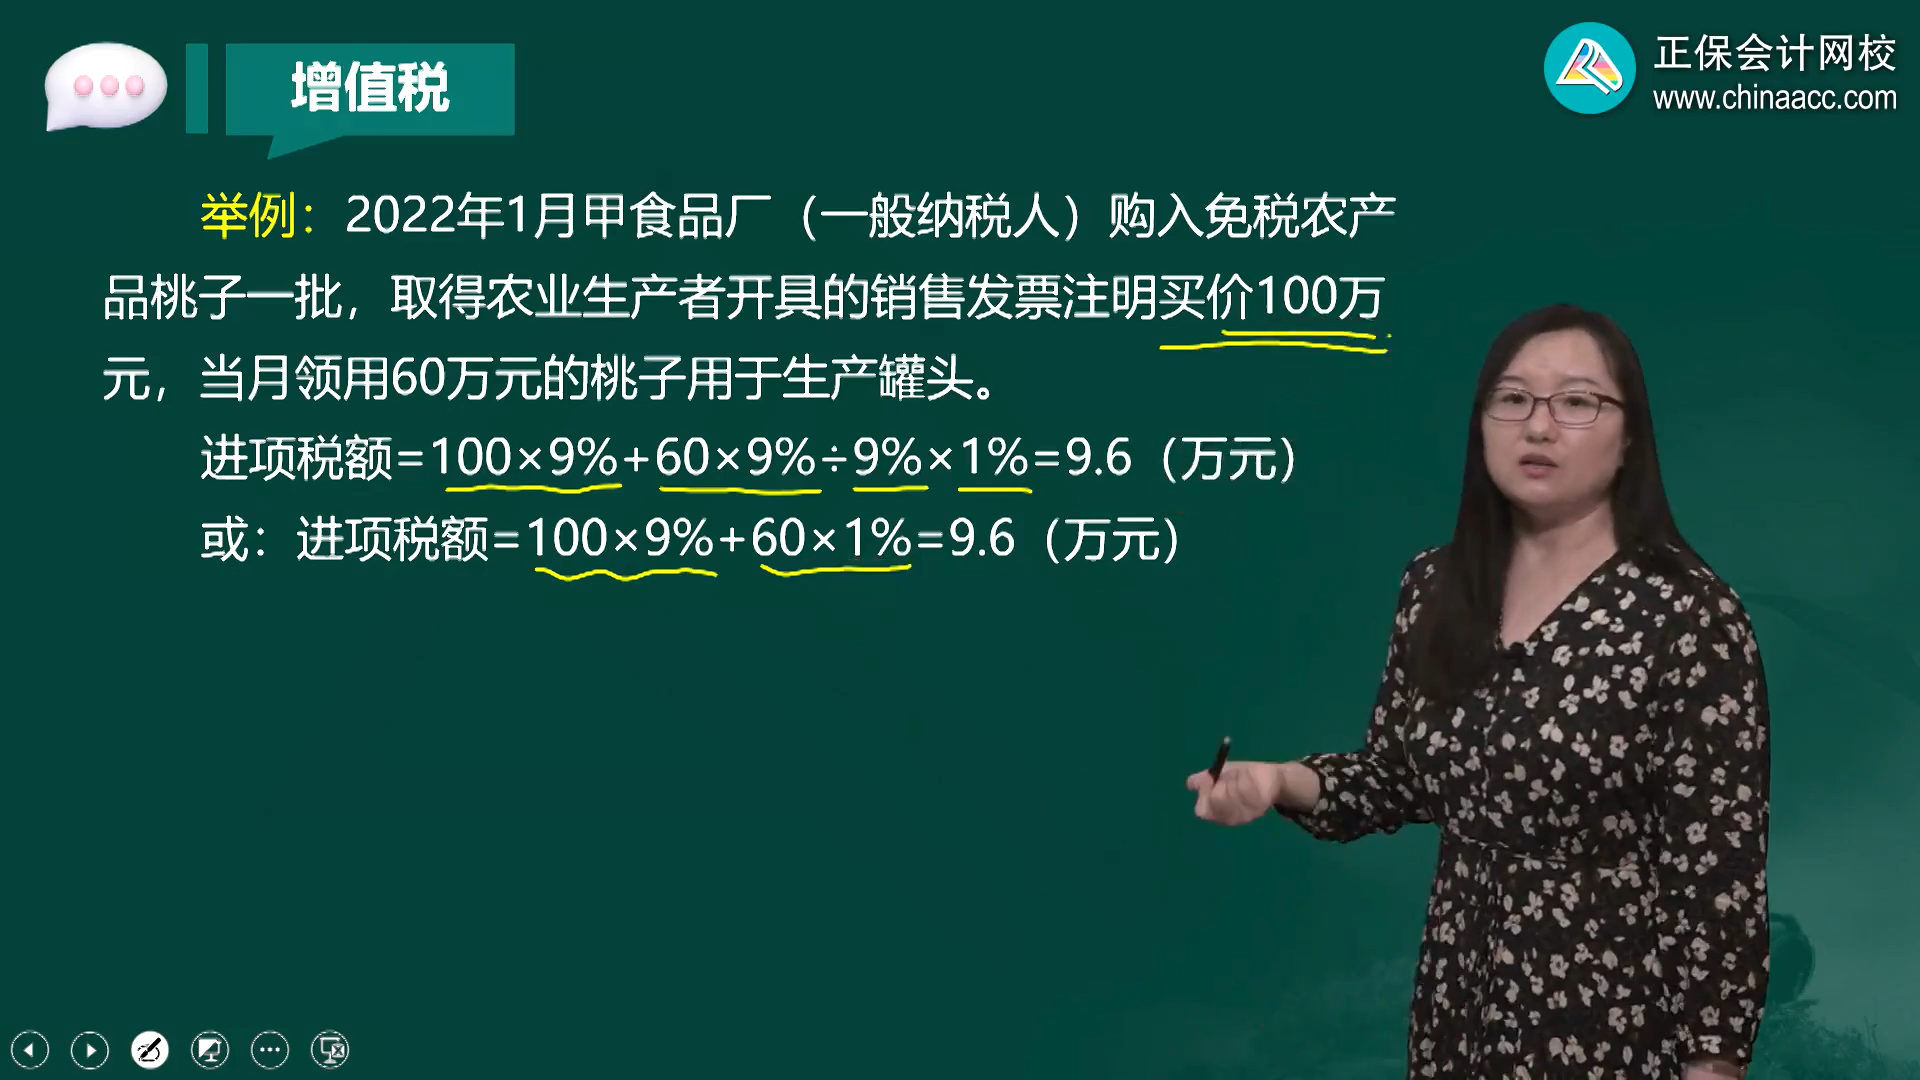 增值税
正保会计网校
www.chinaacc.com
举例：2022年1月甲食品厂（一般纳税人）购入免税农产
品桃子一批，取得农业生产者开具的销售发票注明买价100万
元，当月领用60万元的桃子用于生产罐头。
进项税额=100×9%+60×9%÷9%×1%=9.6（万元）
或：进项税额=100×9%+60×1%=9.6（万元）